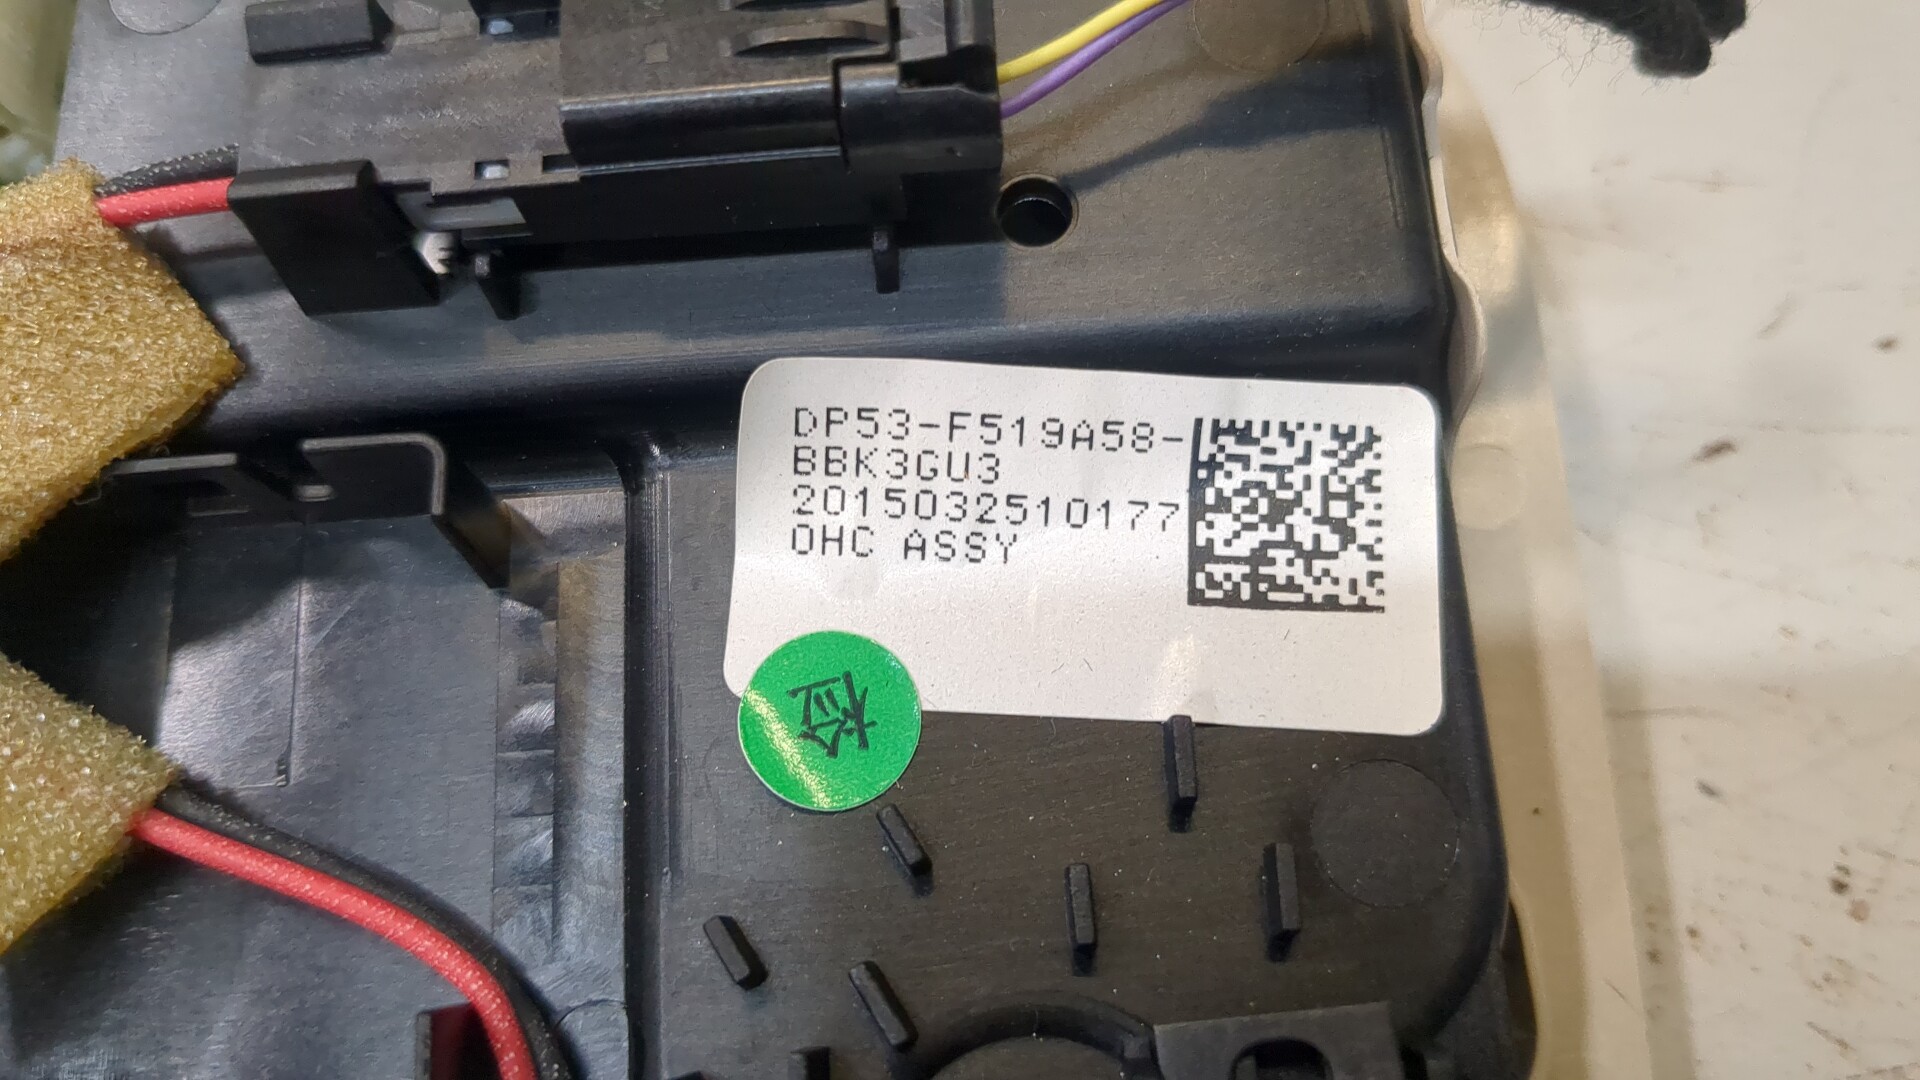 DP53-F519A58-
BBK3GU3
2015032510177
OHC ASSY